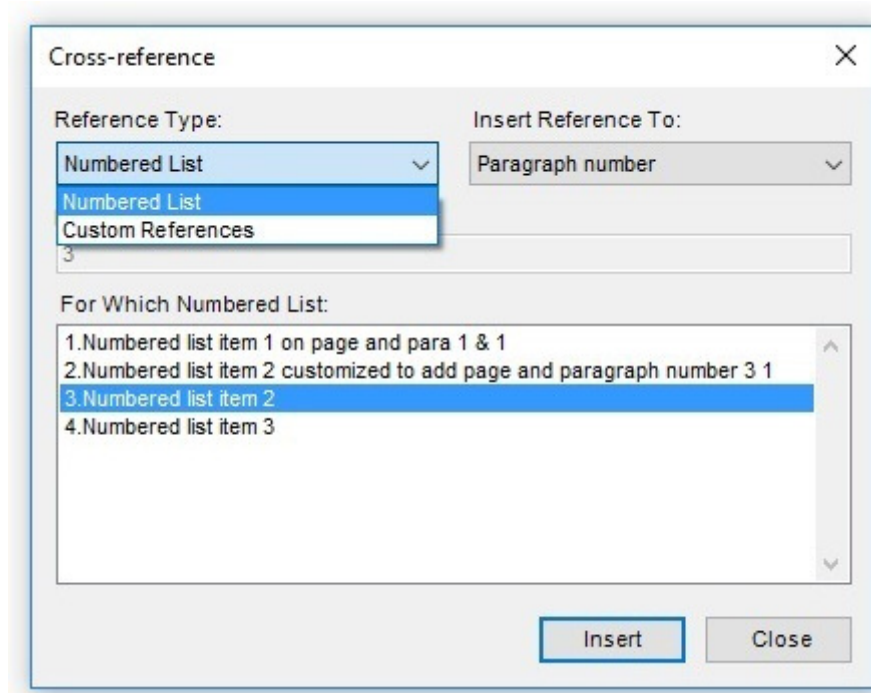 Cross-reference
Reference Type:
Insert Reference To:
Numbered List
Paragraph number
Numbered List
Custom References
3
For Which Numbered List:
1.Numbered list item 1 on page and para 1 & 1
2.Numbered list item 2 customized to add page and paragraph number 3 1
3.Numbered list item 2
4.Numbered list item 3
Insert
Close